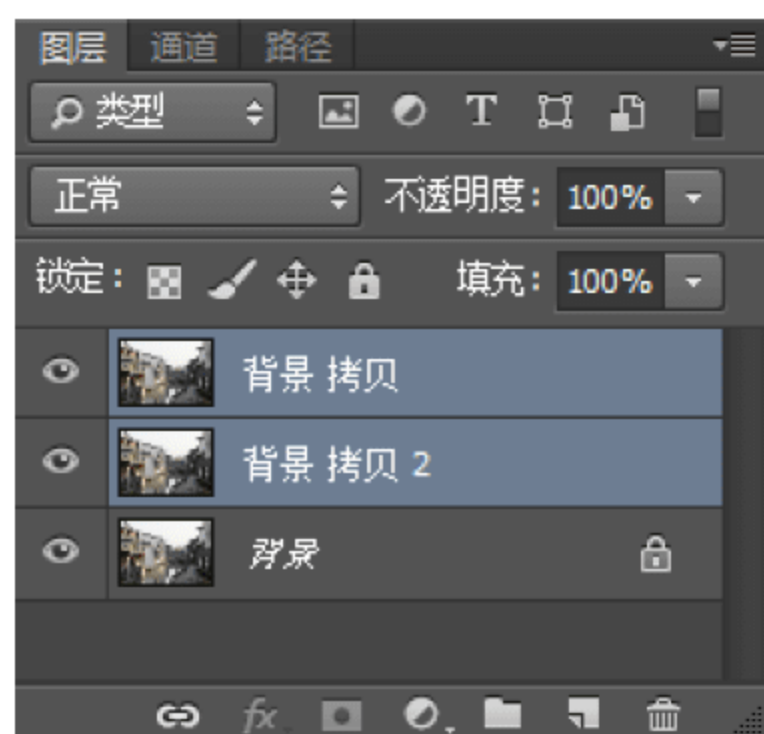 图层 通道 路径
类型 T
正常 不透明度: 100%
锁定: 填充: 100%
背景 拷贝
背景 拷贝 2
背景
fx